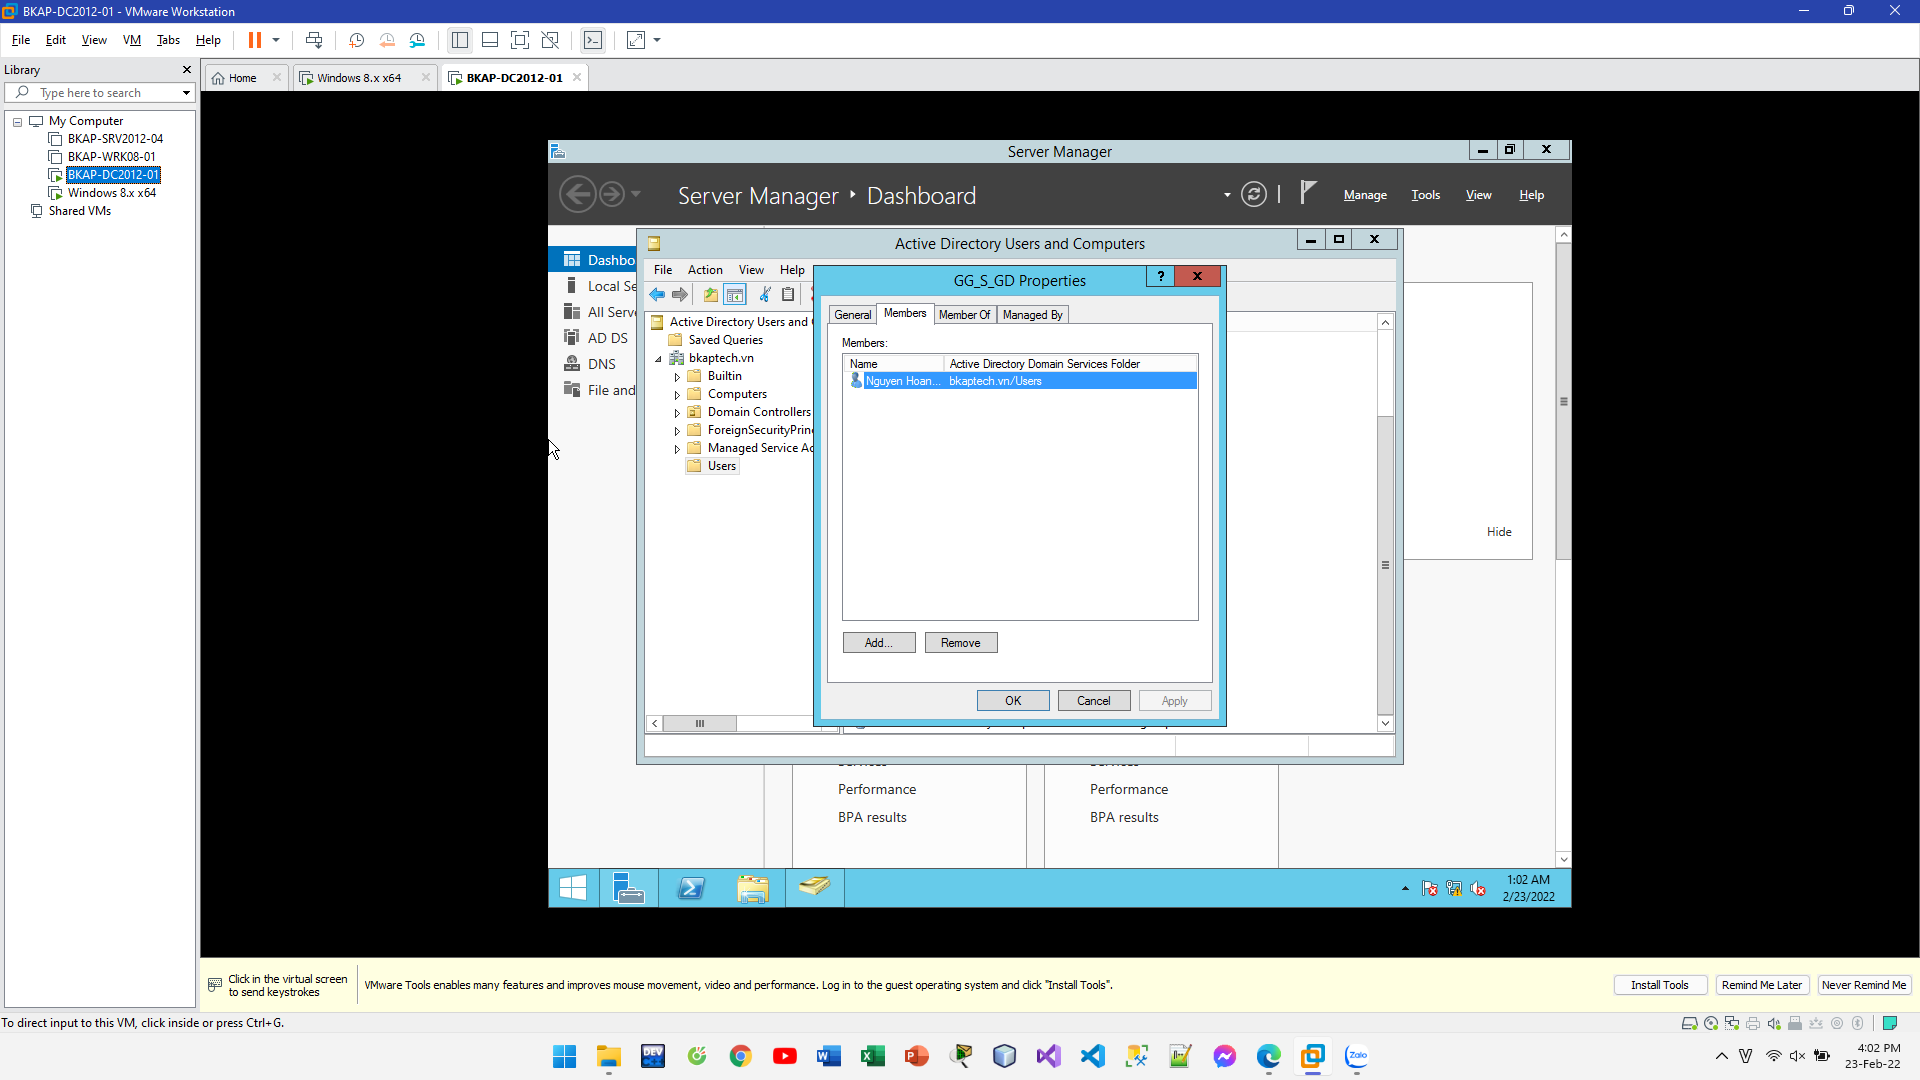 BKAP-DC2012-01 - VMware Workstation
File Edit View VM Tabs Help
Library
Home
Windows 8.x x64
BKAP-DC2012-01
Type here to search
My Computer
BKAP-SRV2012-04
BKAP-WRK08-01
BKAP-DC2012-01
Windows 8.x x64
Shared VMs
Server Manager
Server Manager Dashboard
Manage Tools View Help
Dashbo
Local Se
All Serve
AD DS
DNS
File and
Active Directory Users and Computers
File Action View Help
Active Directory Users and
Saved Queries
bkaptech.vn
Builtin
Computers
Domain Controllers
ForeignSecurityPrin
Managed Service Ac
Users
GG_S_GD Properties
?
General Members Member Of Managed By
Members:
Name Active Directory Domain Services Folder
Nguyen Hoan... bkaptech.vn/Users
Add... Remove
OK Cancel Apply
Hide
Performance
BPA results
Performance
BPA results
1:02 AM
2/23/2022
Click in the virtual screen
to send keystrokes
VMware Tools enables many features and improves mouse movement, video and performance. Log in to the guest operating system and click "Install Tools".
Install Tools Remind Me Later Never Remind Me
To direct input to this VM, click inside or press Ctrl+G.
DEV
Zalo
V
4:02 PM
23-Feb-22